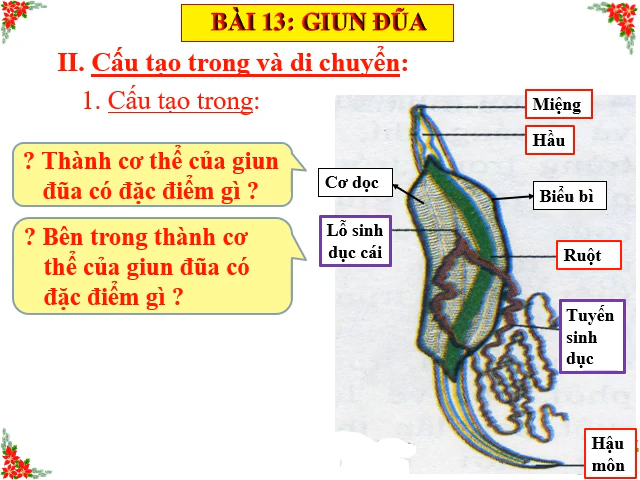 BÀI 13: GIUN ĐŨA
II. Cấu tạo trong và di chuyển:
1. Cấu tạo trong:
? Thành cơ thể của giun
đũa có đặc điểm gì ?
? Bên trong thành cơ
thể của giun đũa có
đặc điểm gì ?
Miệng
Hầu
Cơ dọc
Biểu bì
Lỗ sinh
dục cái
Ruột
Tuyến
sinh
dục
Hậu
môn